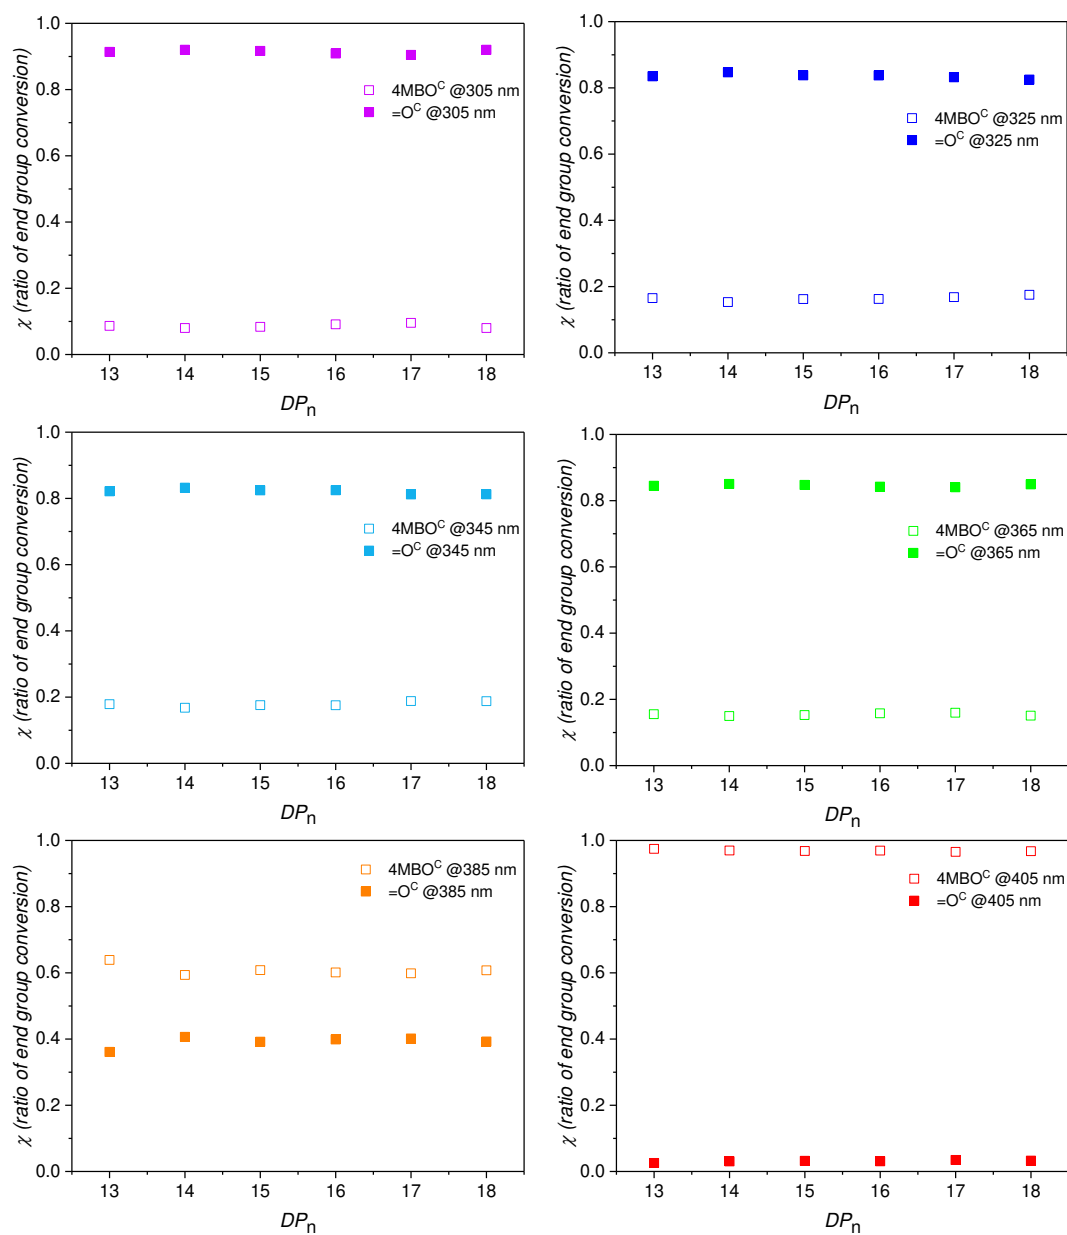 χ (ratio of end group conversion)
1.0
0.8
0.6
0.4
0.2
0.0
4MBOᶜ @305 nm
=Oᶜ @305 nm
13 14 15 16 17 18
DPₙ
χ (ratio of end group conversion)
1.0
0.8
0.6
0.4
0.2
0.0
4MBOᶜ @325 nm
=Oᶜ @325 nm
13 14 15 16 17 18
DPₙ
χ (ratio of end group conversion)
1.0
0.8
0.6
0.4
0.2
0.0
4MBOᶜ @345 nm
=Oᶜ @345 nm
13 14 15 16 17 18
DPₙ
χ (ratio of end group conversion)
1.0
0.8
0.6
0.4
0.2
0.0
4MBOᶜ @365 nm
=Oᶜ @365 nm
13 14 15 16 17 18
DPₙ
χ (ratio of end group conversion)
1.0
0.8
0.6
0.4
0.2
0.0
4MBOᶜ @385 nm
=Oᶜ @385 nm
13 14 15 16 17 18
DPₙ
χ (ratio of end group conversion)
1.0
0.8
0.6
0.4
0.2
0.0
4MBOᶜ @405 nm
=Oᶜ @405 nm
13 14 15 16 17 18
DPₙ